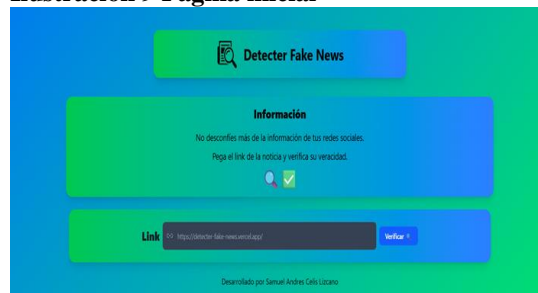 Ilustración 9 Página inicial
Detecter Fake News
Información
No desconfíes más de la información de tus redes sociales.
Pega el link de la noticia y verifica su veracidad.
Link
https://detecter-fake-news.vercel.app/
Verificar
Desarrollado por Samuel Andres Celis Lizcano